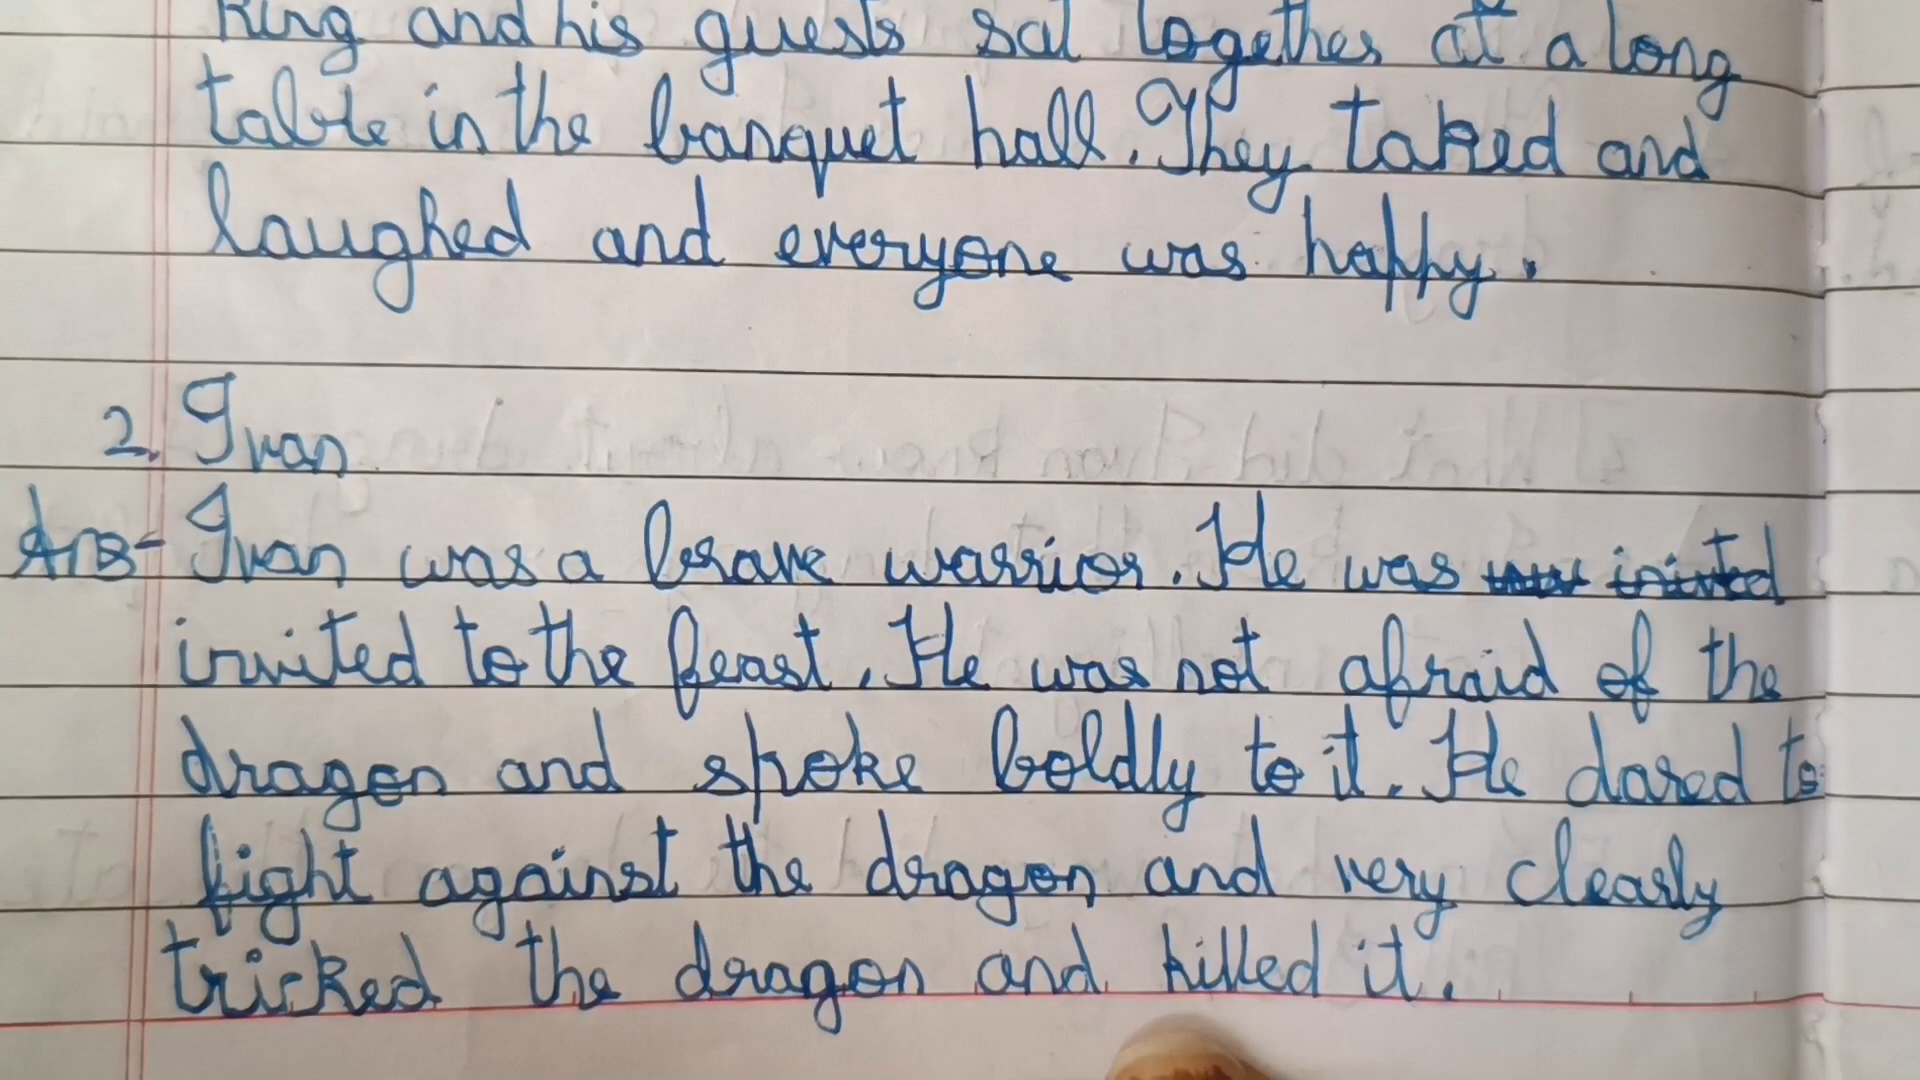 King and his guests sat together at a long
table in the banquet hall. They taked and
laughed and everyone was happy.
2. Ivan
Ans- Ivan was a brave warrior. He was
invited to the feast. He was not afraid of the
dragon and spoke boldly to it. He dared to
fight against the dragon and very clearly
tricked the dragon and killed it.